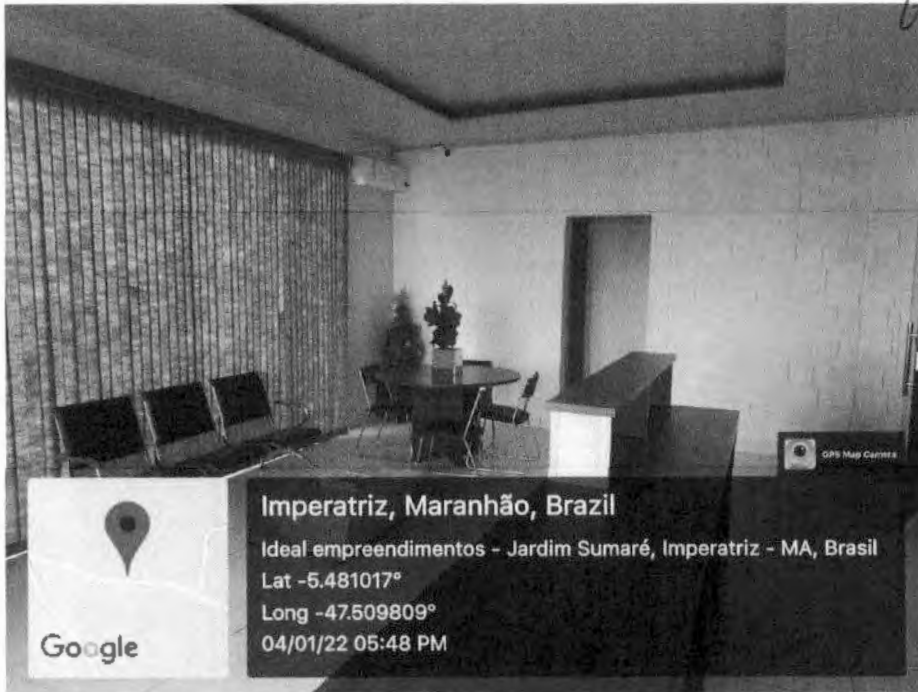 GPS Map Camera
Imperatriz, Maranhão, Brazil
Ideal empreendimentos - Jardim Sumaré, Imperatriz - MA, Brasil
Lat -5.481017°
Long -47.509809°
04/01/22 05:48 PM
Google